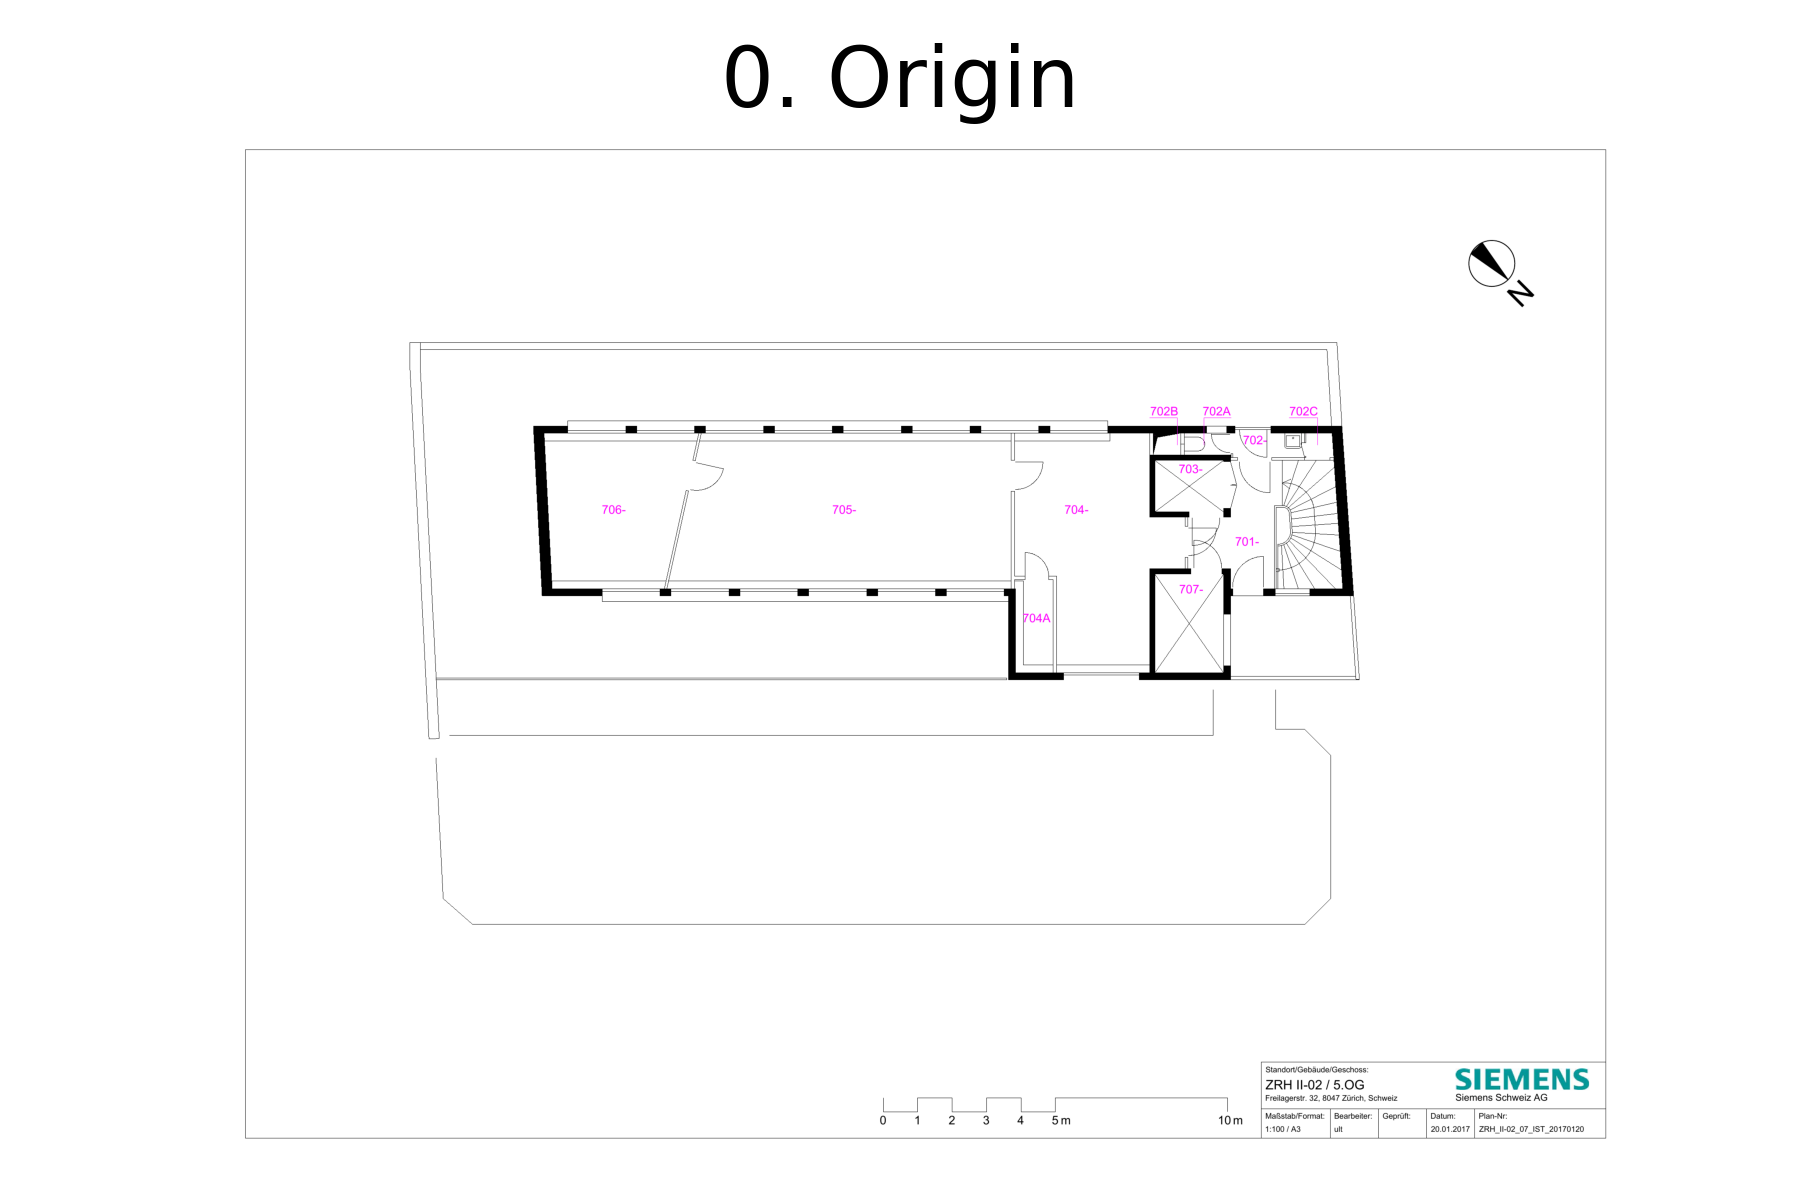 0. Origin
N
702B 702A 702C
702-
703-
706- 705- 704-
701-
707-
704A
0 1 2 3 4 5 m 10 m
Standort/Gebäude/Geschoss:
ZRH II-02 / 5.OG
Freilagerstr. 32, 8047 Zürich, Schweiz
SIEMENS
Siemens Schweiz AG
Maßstab/Format: Bearbeiter: Geprüft: Datum: Plan-Nr:
1:100 / A3 ult 20.01.2017 ZRH_II-02_07_IST_20170120